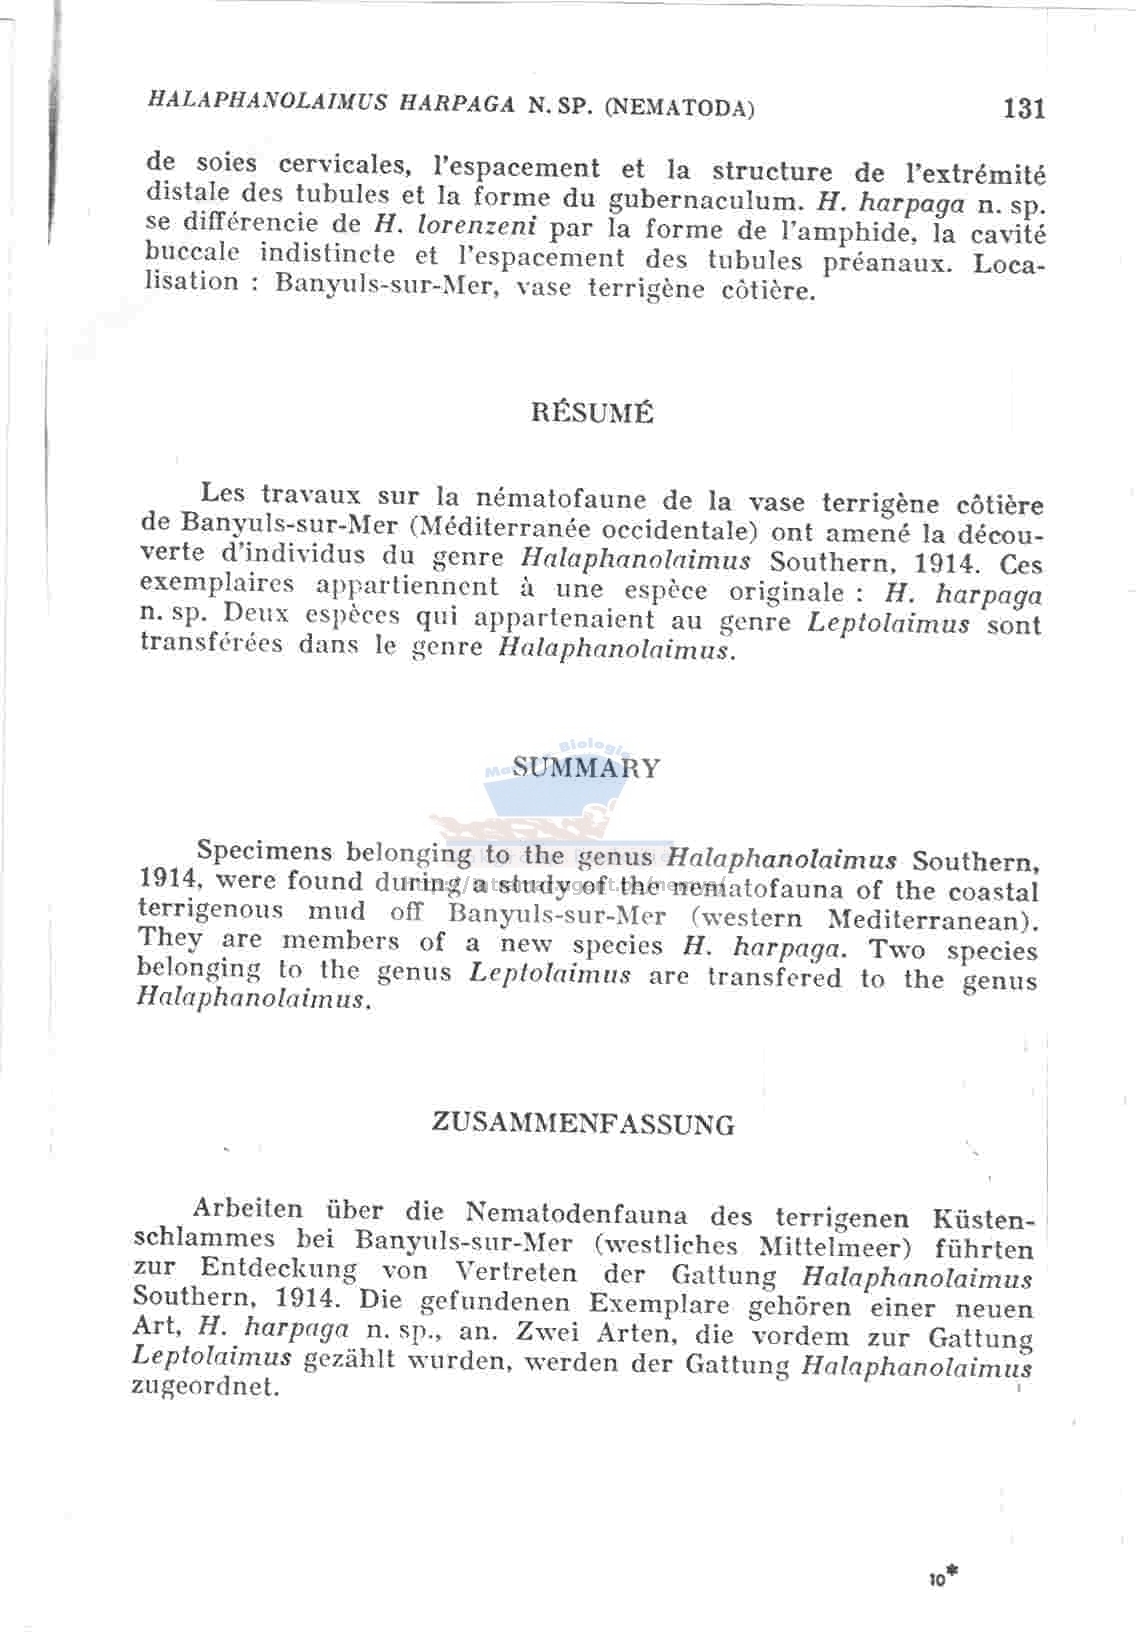 HALAPHANOLAIMUS HARPAGA N. SP. (NEMATODA) 131
de soies cervicales, l'espacement et la structure de l'extrémité
distale des tubules et la forme du gubernaculum. H. harpaga n. sp.
se différencie de H. lorenzeni par la forme de l'amphide, la cavité
buccale indistincte et l'espacement des tubules préanaux. Loca-
lisation : Banyuls-sur-Mer, vase terrigène côtière.
RÉSUMÉ
Les travaux sur la nématofaune de la vase terrigène côtière
de Banyuls-sur-Mer (Méditerranée occidentale) ont amené la décou-
verte d'individus du genre Halaphanolaimus Southern, 1914. Ces
exemplaires appartiennent à une espèce originale : H. harpaga
n. sp. Deux espèces qui appartenaient au genre Leptolaimus sont
transférées dans le genre Halaphanolaimus.
SUMMARY
Specimens belonging to the genus Halaphanolaimus Southern,
1914, were found during a study of the nematofauna of the coastal
terrigenous mud off Banyuls-sur-Mer (western Mediterranean).
They are members of a new species H. harpaga. Two species
belonging to the genus Leptolaimus are transfered to the genus
Halaphanolaimus.
ZUSAMMENFASSUNG
Arbeiten über die Nematodenfauna des terrigenen Küsten-
schlammes bei Banyuls-sur-Mer (westliches Mittelmeer) führten
zur Entdeckung von Vertreten der Gattung Halaphanolaimus
Southern, 1914. Die gefundenen Exemplare gehören einer neuen
Art, H. harpaga n. sp., an. Zwei Arten, die vordem zur Gattung
Leptolaimus gezählt wurden, werden der Gattung Halaphanolaimus
zugeordnet.
10*